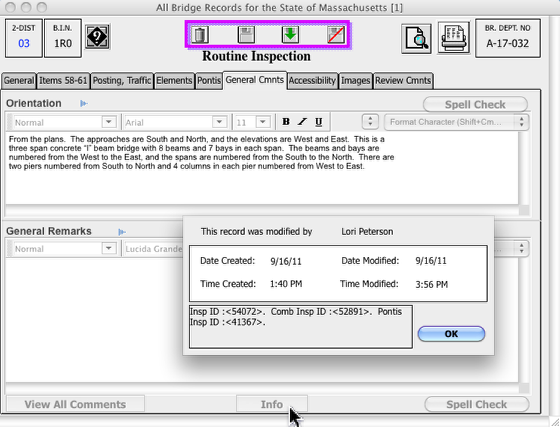 All Bridge Records for the State of Massachusetts [1]
2-DIST
03
B.I.N.
1R0
BR. DEPT. NO
A-17-032
Routine Inspection
General
Items 58-61
Posting, Traffic
Elements
Pontis
General Cmnts
Accessibility
Images
Review Cmnts
Orientation
Spell Check
Normal
Arial
11
B I U
Format Character (Shift+Cm...
From the plans. The approaches are South and North, and the elevations are West and East. This is a
three span concrete "I" beam bridge with 8 beams and 7 bays in each span. The beams and bays are
numbered from the West to the East, and the spans are numbered from the South to the North. There are
two piers numbered from South to North and 4 columns in each pier numbered from West to East.
General Remarks
Normal
Lucida Grande
This record was modified by Lori Peterson
Date Created: 9/16/11 Date Modified: 9/16/11
Time Created: 1:40 PM Time Modified: 3:56 PM
Insp ID :<54072>. Comb Insp ID :<52891>. Pontis
Insp ID :<41367>.
OK
View All Comments
Info
Spell Check